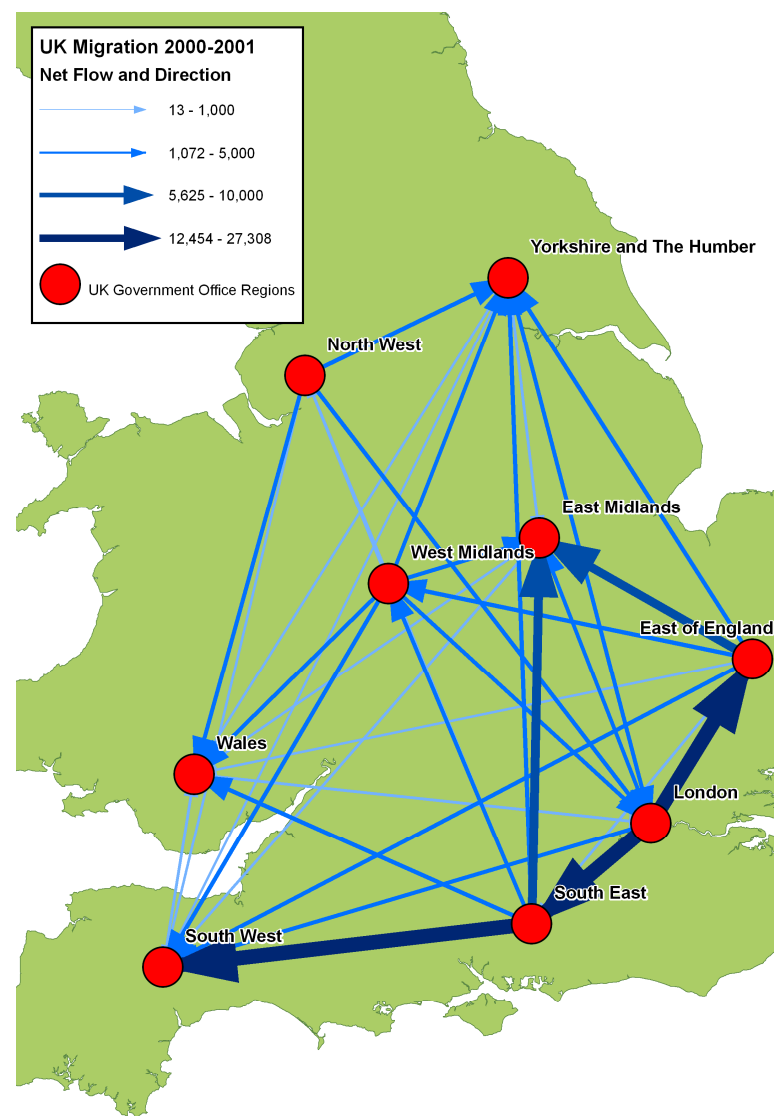 UK Migration 2000-2001
Net Flow and Direction
13 - 1,000
1,072 - 5,000
5,625 - 10,000
12,454 - 27,308
UK Government Office Regions
Yorkshire and The Humber
North West
East Midlands
West Midlands
East of England
Wales
London
South East
South West